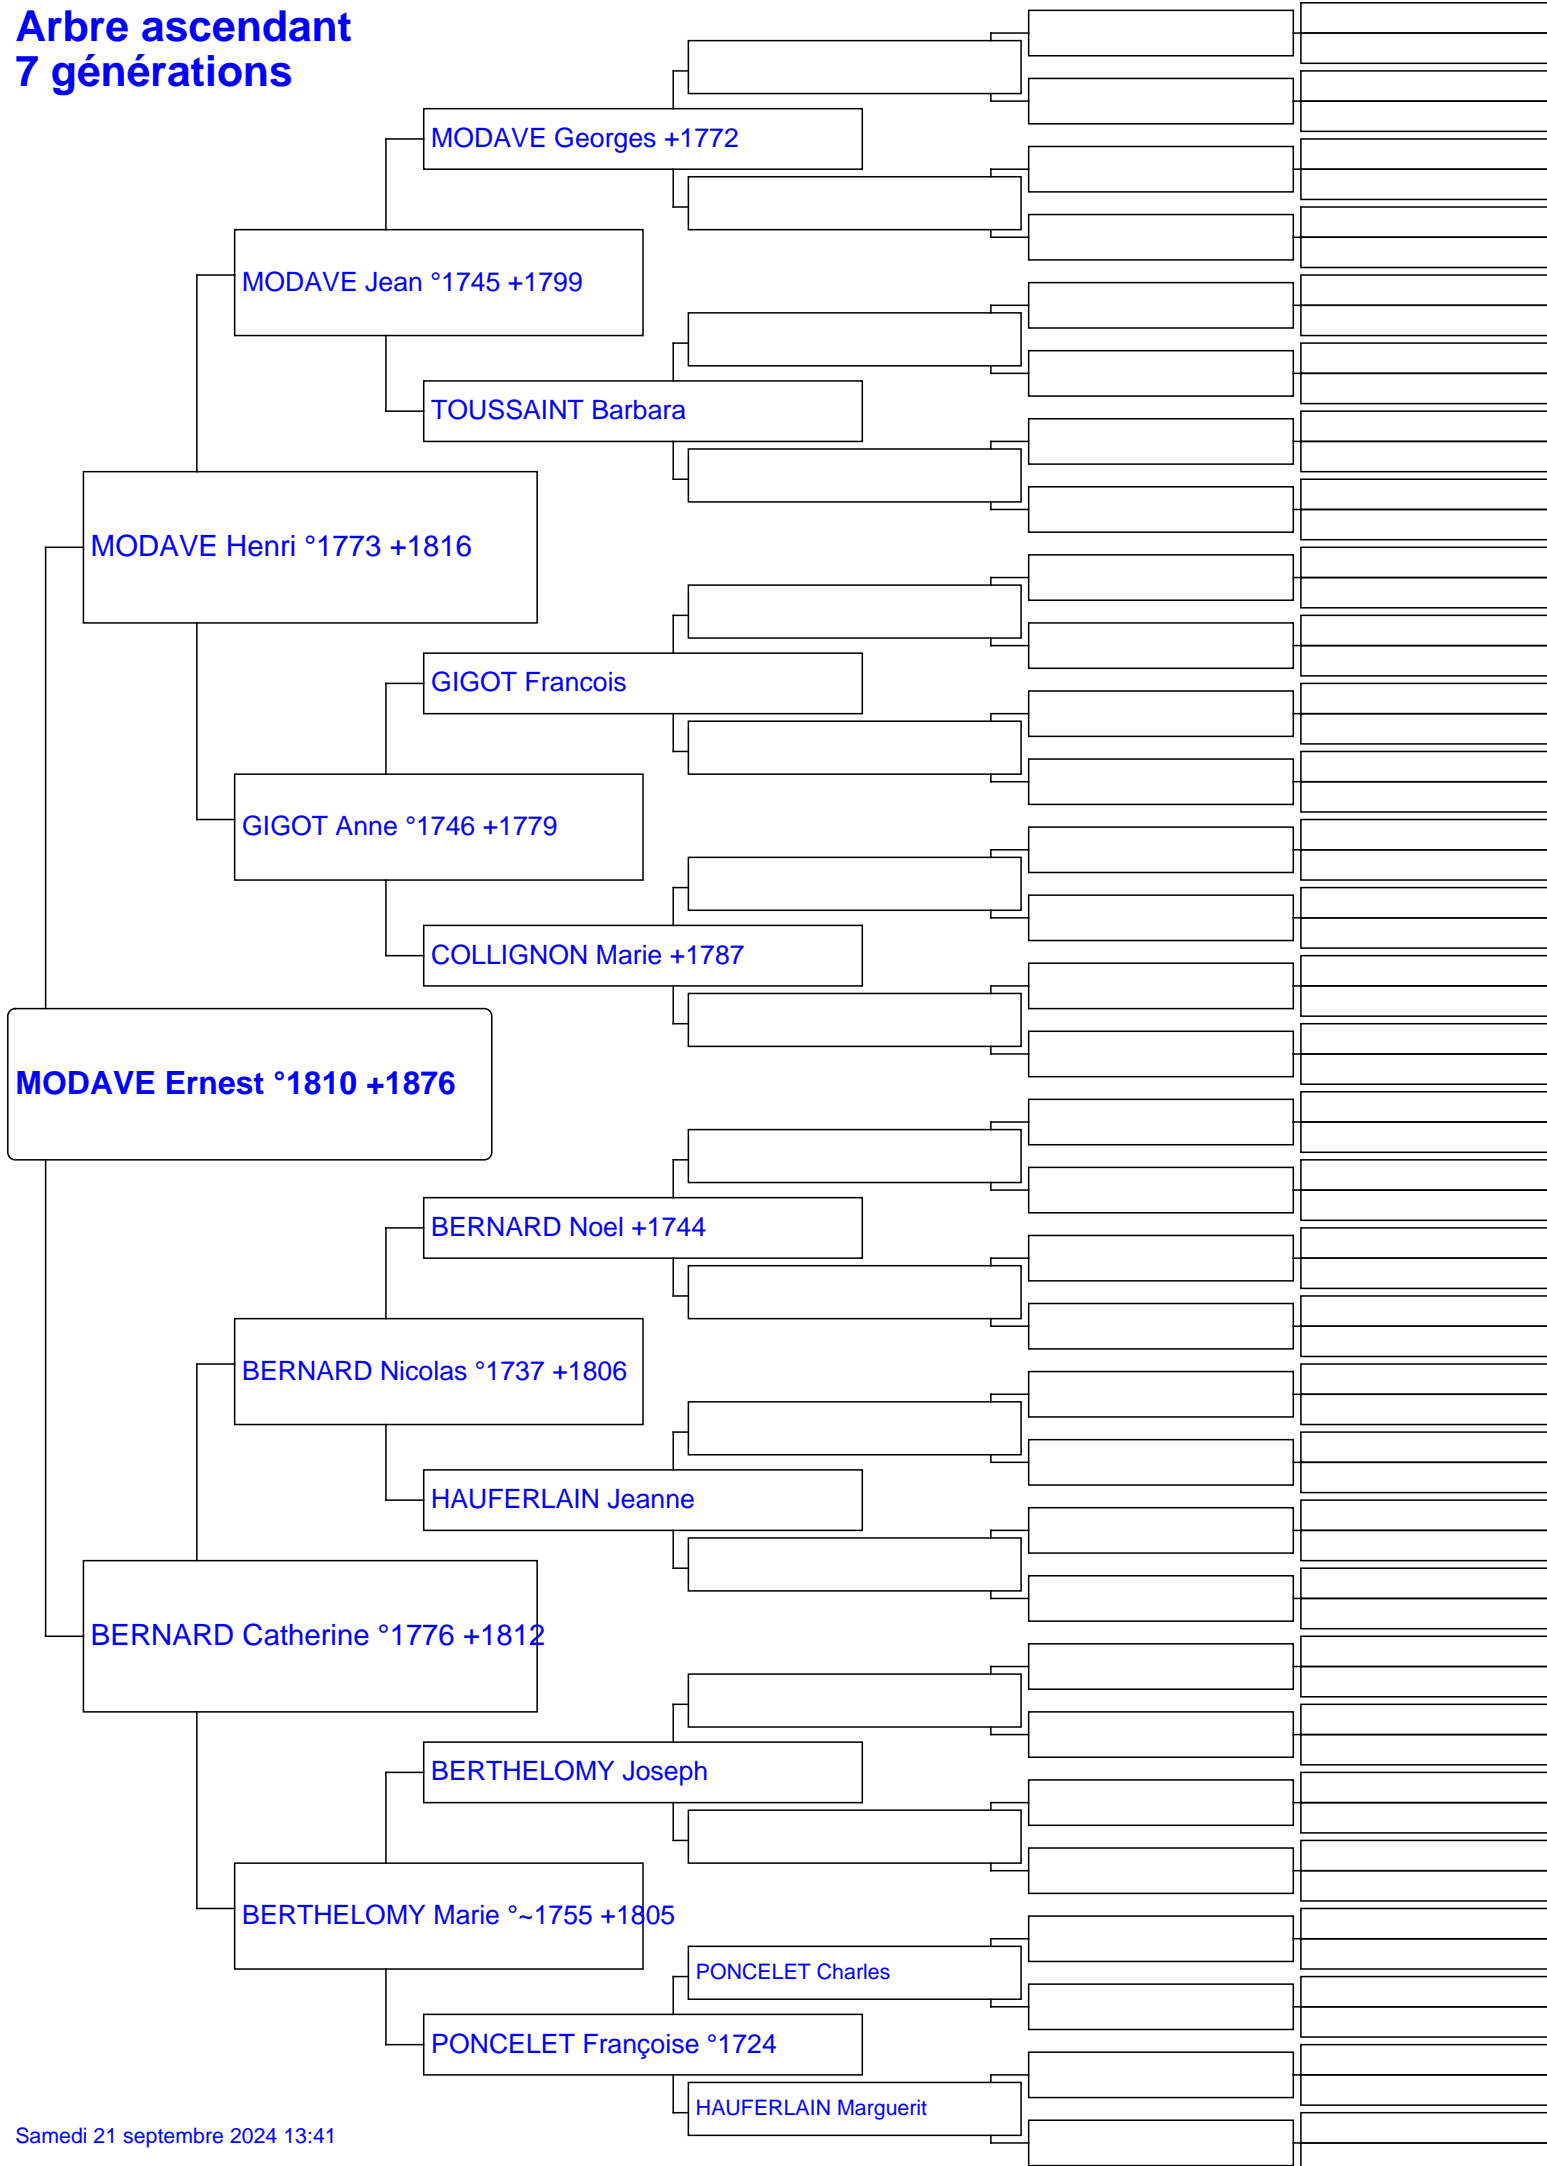 Arbre ascendant
7 générations
MODAVE Georges +1772
MODAVE Jean °1745 +1799
TOUSSAINT Barbara
MODAVE Henri °1773 +1816
GIGOT Francois
GIGOT Anne °1746 +1779
COLLIGNON Marie +1787
MODAVE Ernest °1810 +1876
BERNARD Noel +1744
BERNARD Nicolas °1737 +1806
HAUFERLAIN Jeanne
BERNARD Catherine °1776 +1812
BERTHELOMY Joseph
BERTHELOMY Marie °~1755 +1805
PONCELET Charles
PONCELET Françoise °1724
HAUFERLAIN Marguerit
Samedi 21 septembre 2024 13:41